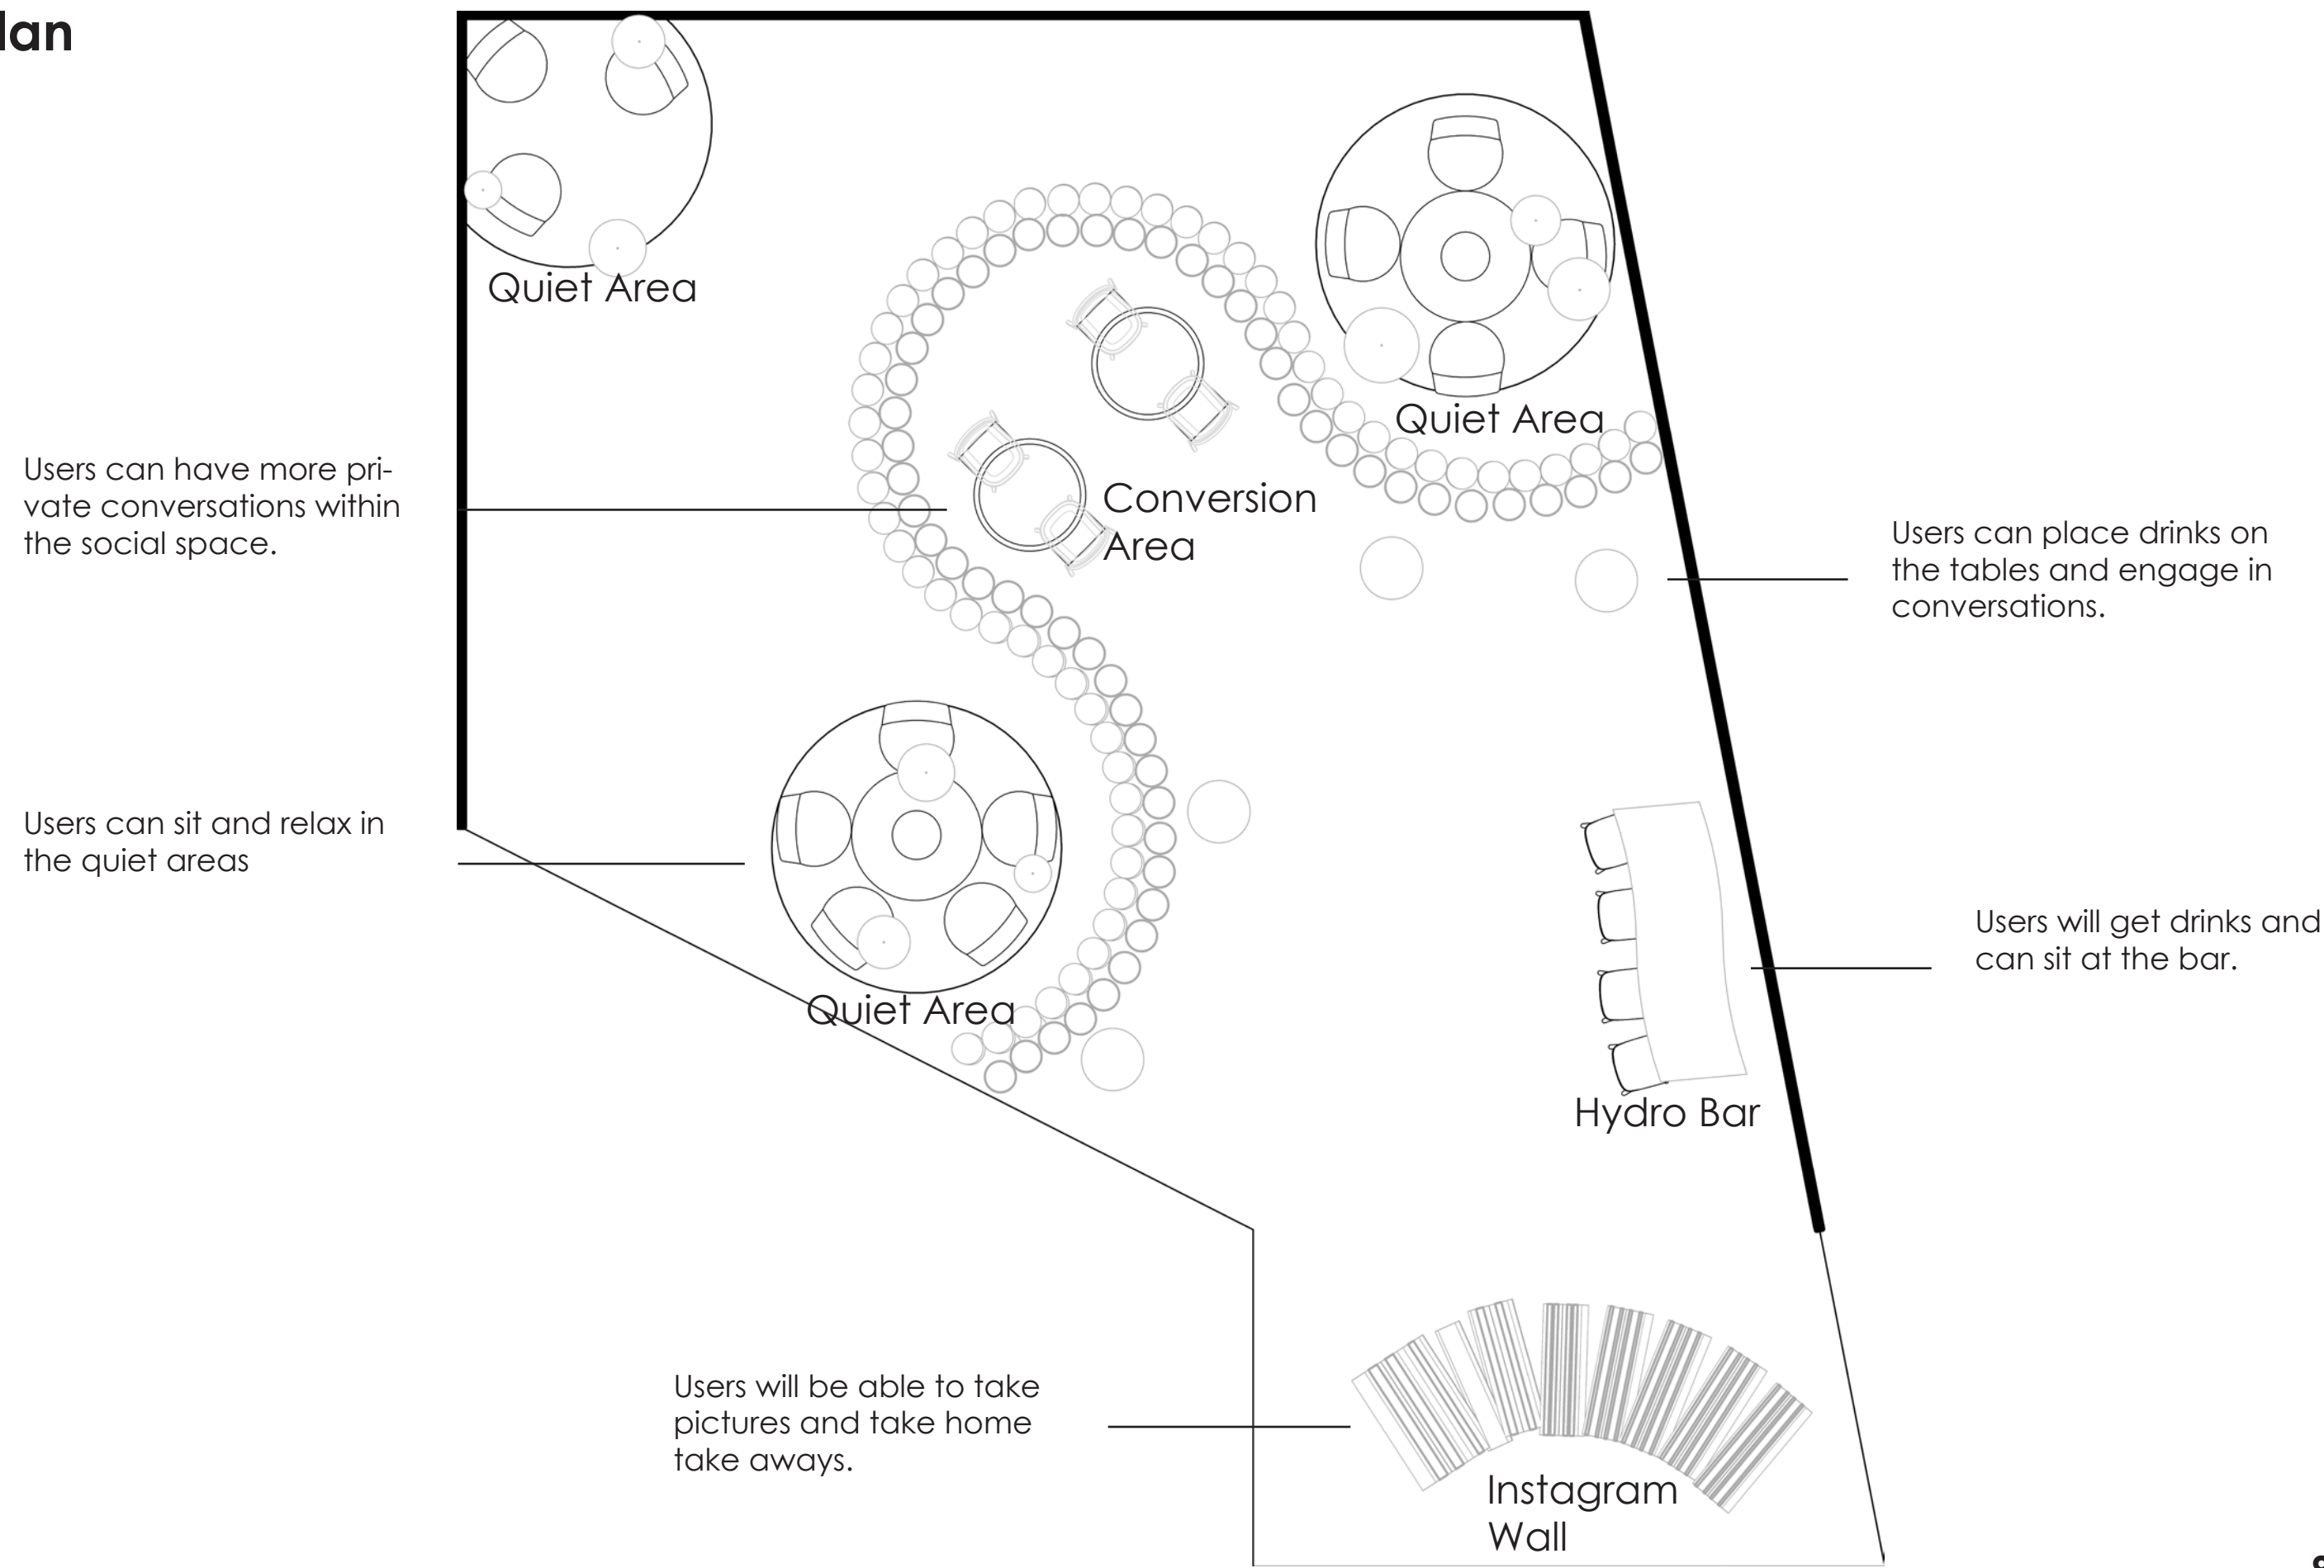 lan
Quiet Area
Quiet Area
Users can have more pri-
vate conversations within
the social space.
Conversion
Area
Users can place drinks on
the tables and engage in
conversations.
Users can sit and relax in
the quiet areas
Users will get drinks and
can sit at the bar.
Quiet Area
Hydro Bar
Users will be able to take
pictures and take home
take aways.
Instagram
Wall